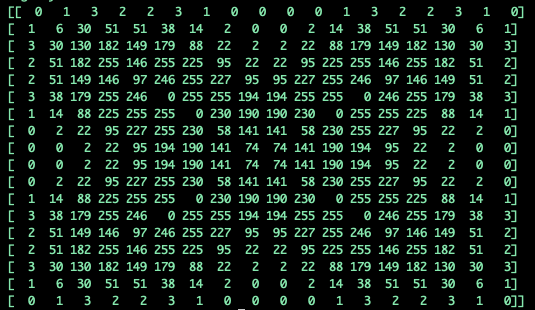 [[ 0 1 3 2 2 3 1 0 0 0 0 1 3 2 2 3 1 0]
[ 1 6 30 51 51 38 14 2 0 0 2 14 38 51 51 30 6 1]
[ 3 30 130 182 149 179 88 22 2 2 22 88 179 149 182 130 30 3]
[ 2 51 182 255 146 255 225 95 22 22 95 225 255 146 255 182 51 2]
[ 2 51 149 146 97 246 255 227 95 95 227 255 246 97 146 149 51 2]
[ 3 38 179 255 246 0 255 255 194 194 255 255 0 246 255 179 38 3]
[ 1 14 88 225 255 255 0 230 190 190 230 0 255 255 225 88 14 1]
[ 0 2 22 95 227 255 230 58 141 141 58 230 255 227 95 22 2 0]
[ 0 0 2 22 95 194 190 141 74 74 141 190 194 95 22 2 0 0]
[ 0 0 2 22 95 194 190 141 74 74 141 190 194 95 22 2 0 0]
[ 0 2 22 95 227 255 230 58 141 141 58 230 255 227 95 22 2 0]
[ 1 14 88 225 255 255 0 230 190 190 230 0 255 255 225 88 14 1]
[ 3 38 179 255 246 0 255 255 194 194 255 255 0 246 255 179 38 3]
[ 2 51 149 146 97 246 255 227 95 95 227 255 246 97 146 149 51 2]
[ 2 51 182 255 146 255 225 95 22 22 95 225 255 146 255 182 51 2]
[ 3 30 130 182 149 179 88 22 2 2 22 88 179 149 182 130 30 3]
[ 1 6 30 51 51 38 14 2 0 0 2 14 38 51 51 30 6 1]
[ 0 1 3 2 2 3 1 0 0 0 0 1 3 2 2 3 1 0]]